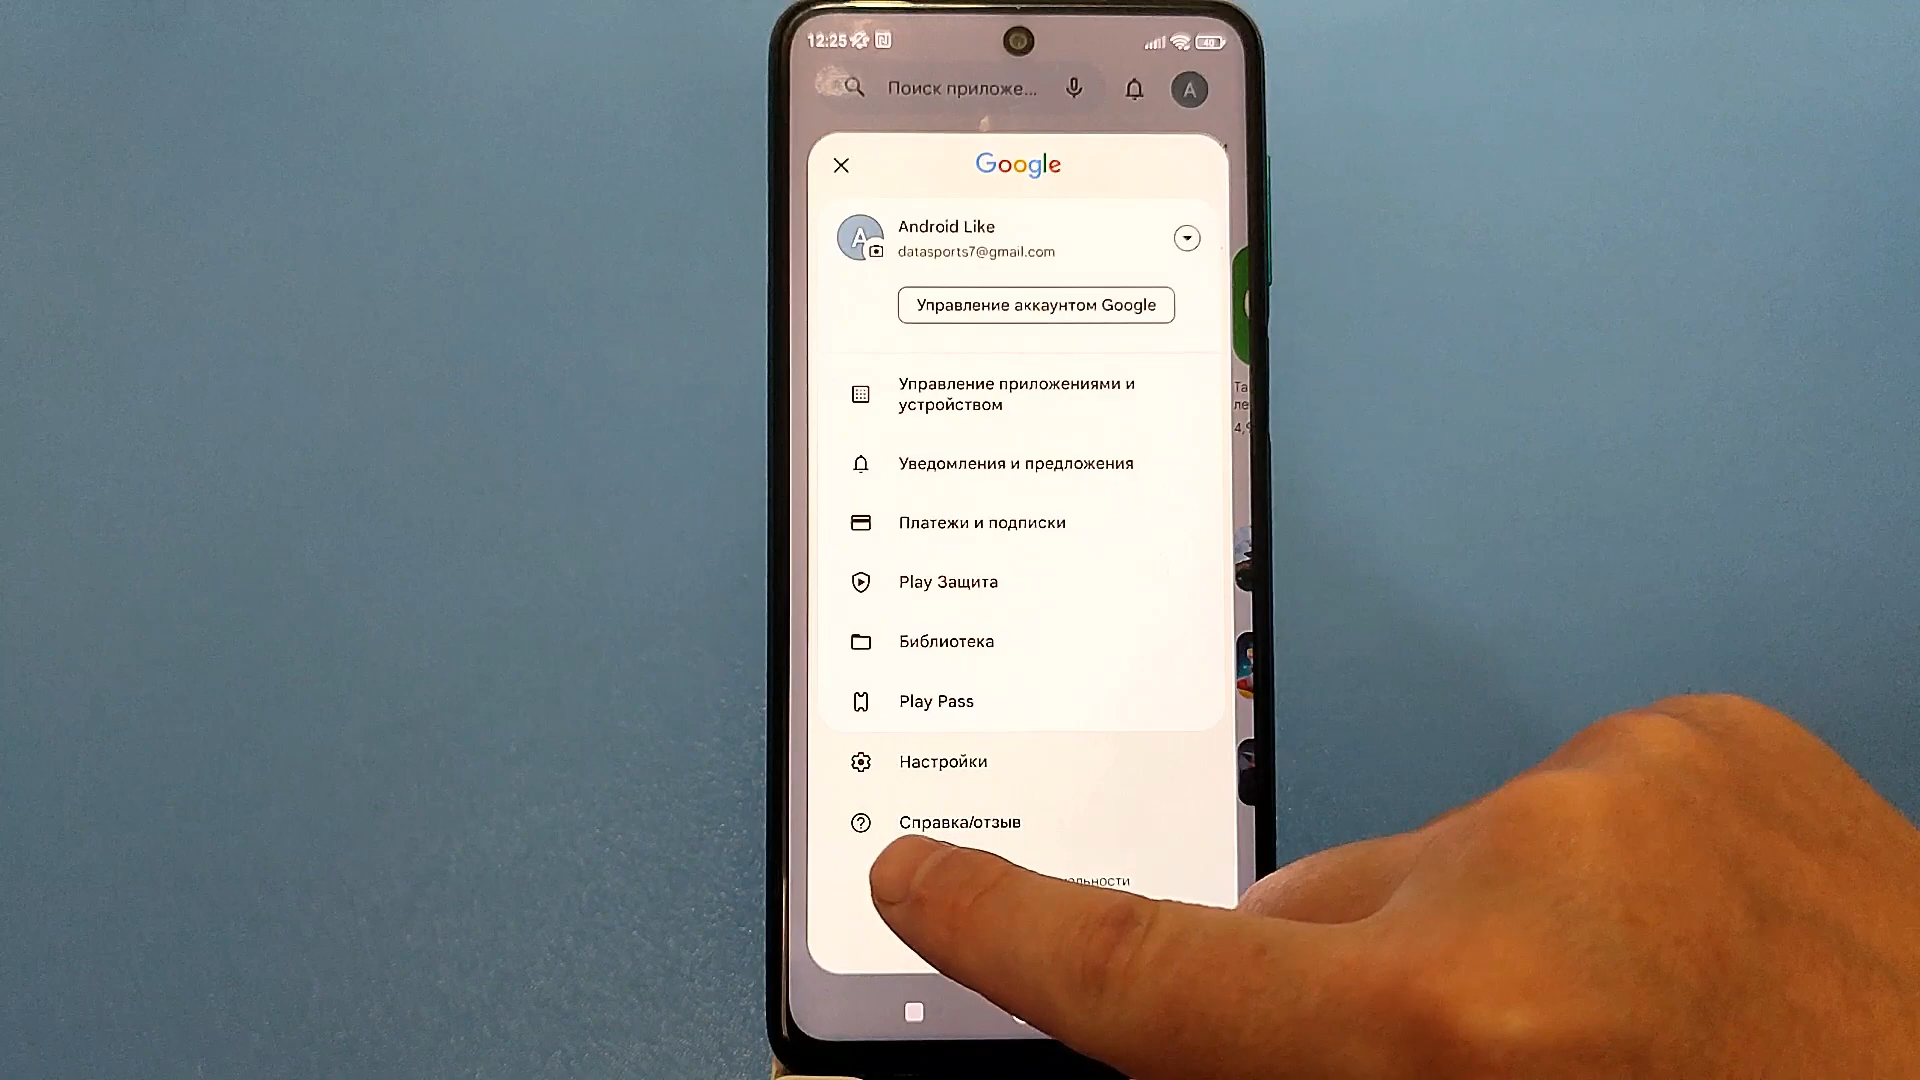 12:25
40
Поиск приложе...
A
Google
A
Android Like
datasports7@gmail.com
Управление аккаунтом Google
Управление приложениями и
устройством
Уведомления и предложения
Платежи и подписки
Play Защита
Библиотека
Play Pass
Настройки
Справка/отзыв